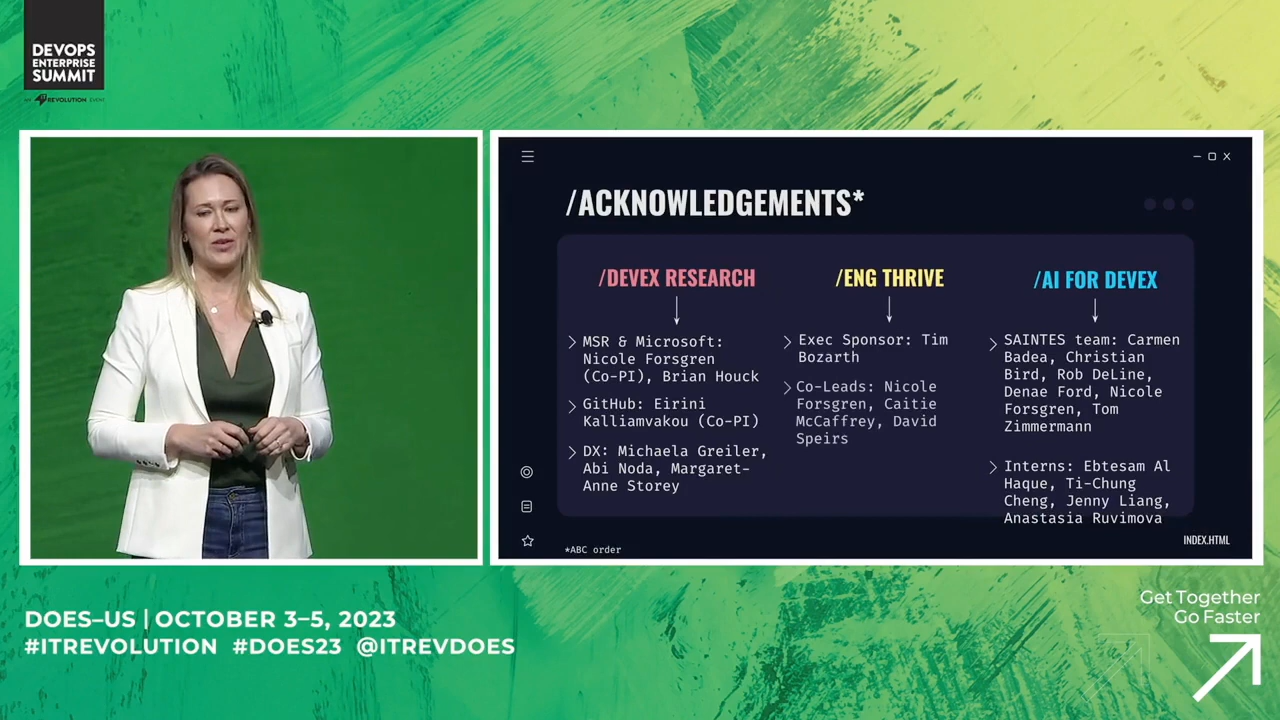 DEVOPS
ENTERPRISE
SUMMIT
REVOLUTION EVENT
/ACKNOWLEDGEMENTS*
/DEVEX RESEARCH
MSR & Microsoft:
Nicole Forsgren
(Co-PI), Brian Houck
GitHub: Eirini
Kalliamvakou (Co-PI)
DX: Michaela Greiler,
Abi Noda, Margaret-
Anne Storey
/ENG THRIVE
Exec Sponsor: Tim
Bozarth
Co-Leads: Nicole
Forsgren, Caitie
McCaffrey, David
Speirs
/AI FOR DEVEX
SAINTES team: Carmen
Badea, Christian
Bird, Rob DeLine,
Denae Ford, Nicole
Forsgren, Tom
Zimmermann
Interns: Ebtesam Al
Haque, Ti-Chung
Cheng, Jenny Liang,
Anastasia Ruvimova
INDEX.HTML
*ABC order
DOES–US | OCTOBER 3–5, 2023
#ITREVOLUTION #DOES23 @ITREVDOES
Get Together
Go Faster